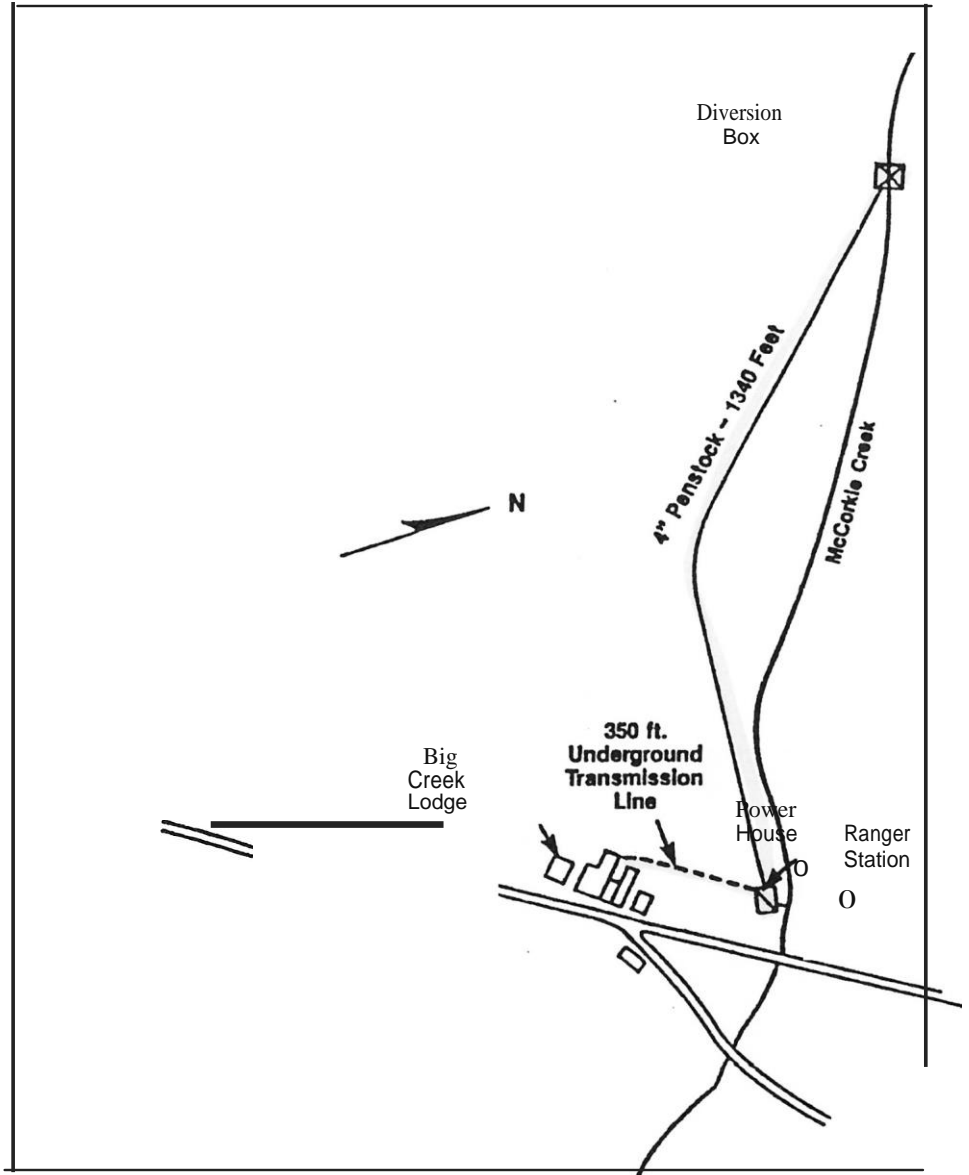 Diversion
Box
4" Penstock - 1340 Feet
McCorkle Creek
N
350 ft.
Underground
Transmission
Line
Big
Creek
Lodge
Power
House
Ranger
Station
O
O